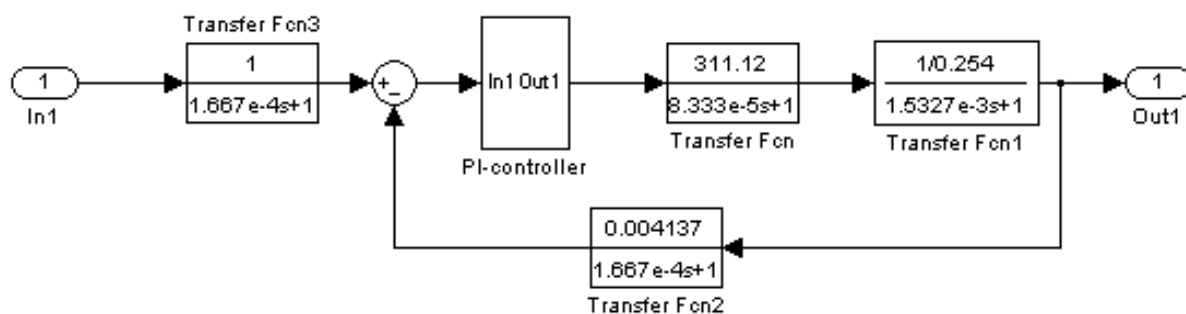 Transfer Fcn3
1
In1
1
1.667e-4s+1
+
−
In1 Out1
PI-controller
311.12
8.333e-5s+1
Transfer Fcn
1/0.254
1.5327e-3s+1
Transfer Fcn1
1
Out1
0.004137
1.667e-4s+1
Transfer Fcn2